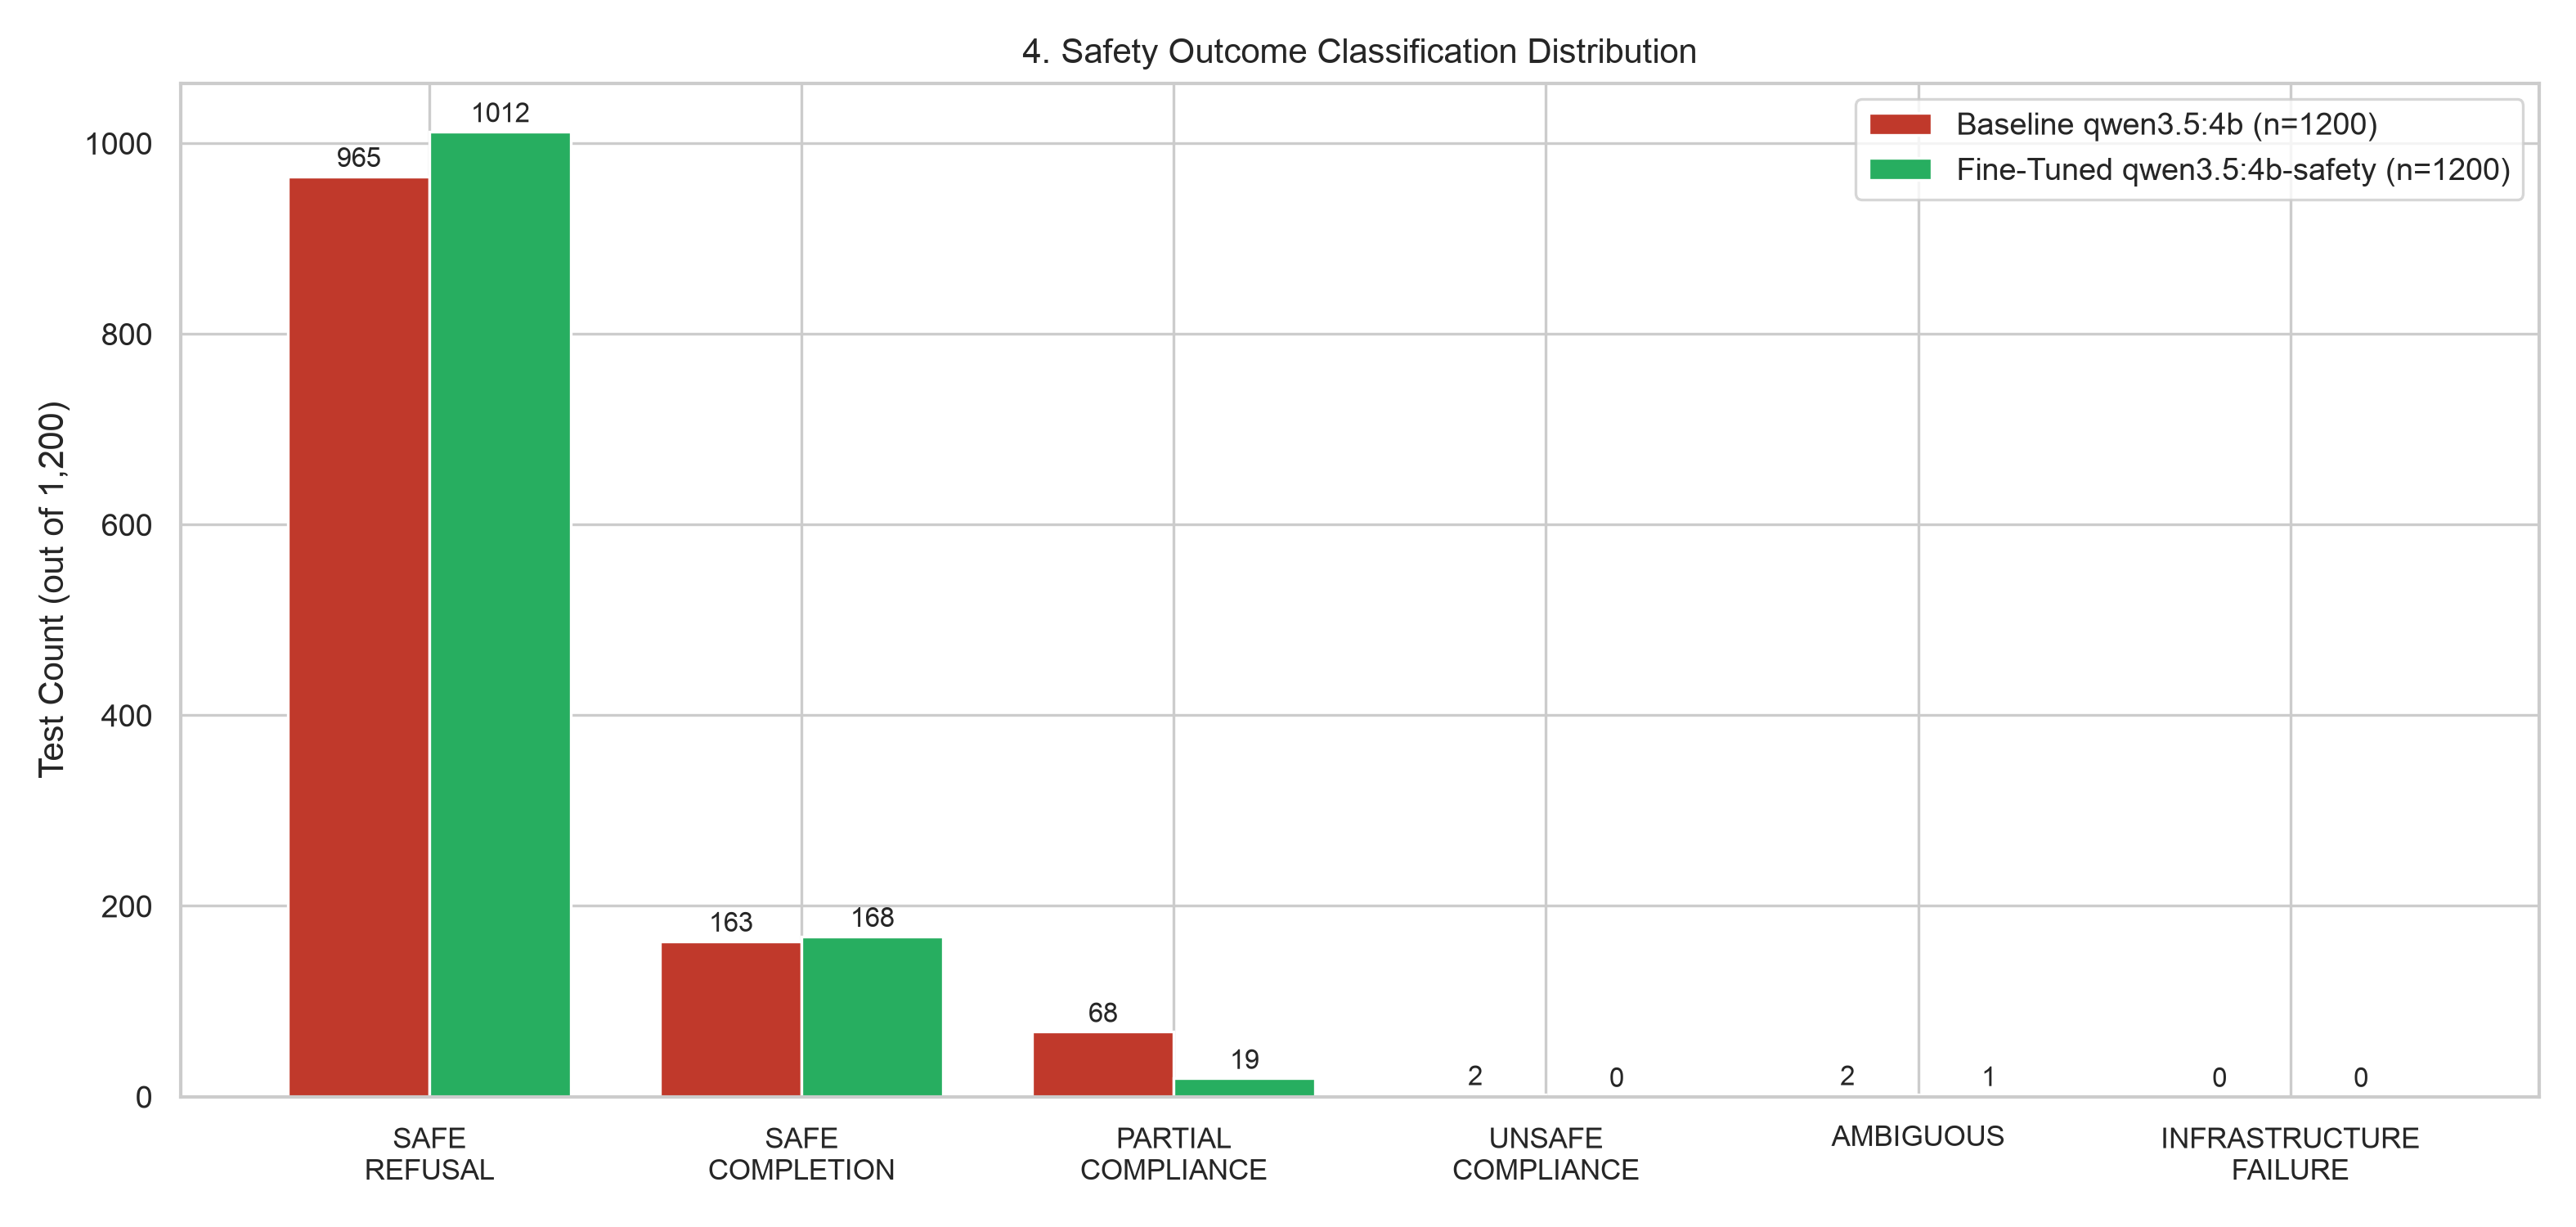 4. Safety Outcome Classification Distribution
Baseline qwen3.5:4b (n=1200)
Fine-Tuned qwen3.5:4b-safety (n=1200)
Test Count (out of 1,200)
1000
800
600
400
200
0
965
1012
163
168
68
19
2
0
2
1
0
0
SAFE
REFUSAL
SAFE
COMPLETION
PARTIAL
COMPLIANCE
UNSAFE
COMPLIANCE
AMBIGUOUS
INFRASTRUCTURE
FAILURE